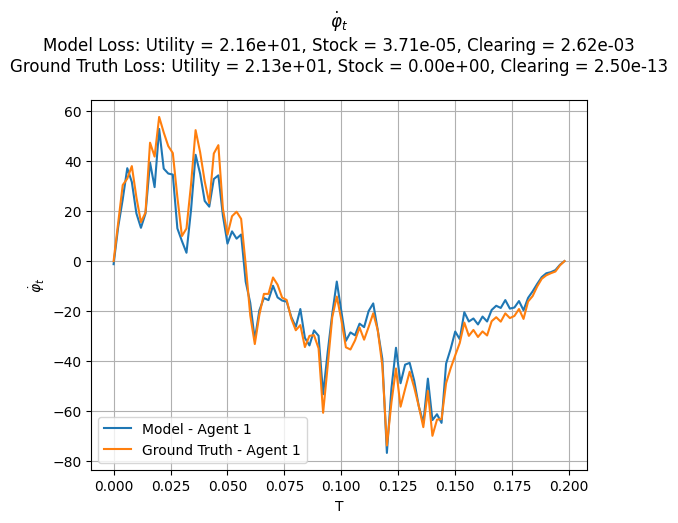 φ̇ₜ
Model Loss: Utility = 2.16e+01, Stock = 3.71e-05, Clearing = 2.62e-03
Ground Truth Loss: Utility = 2.13e+01, Stock = 0.00e+00, Clearing = 2.50e-13
60
40
20
0
−20
−40
−60
−80
φ̇ₜ
Model - Agent 1
Ground Truth - Agent 1
0.000 0.025 0.050 0.075 0.100 0.125 0.150 0.175 0.200
T